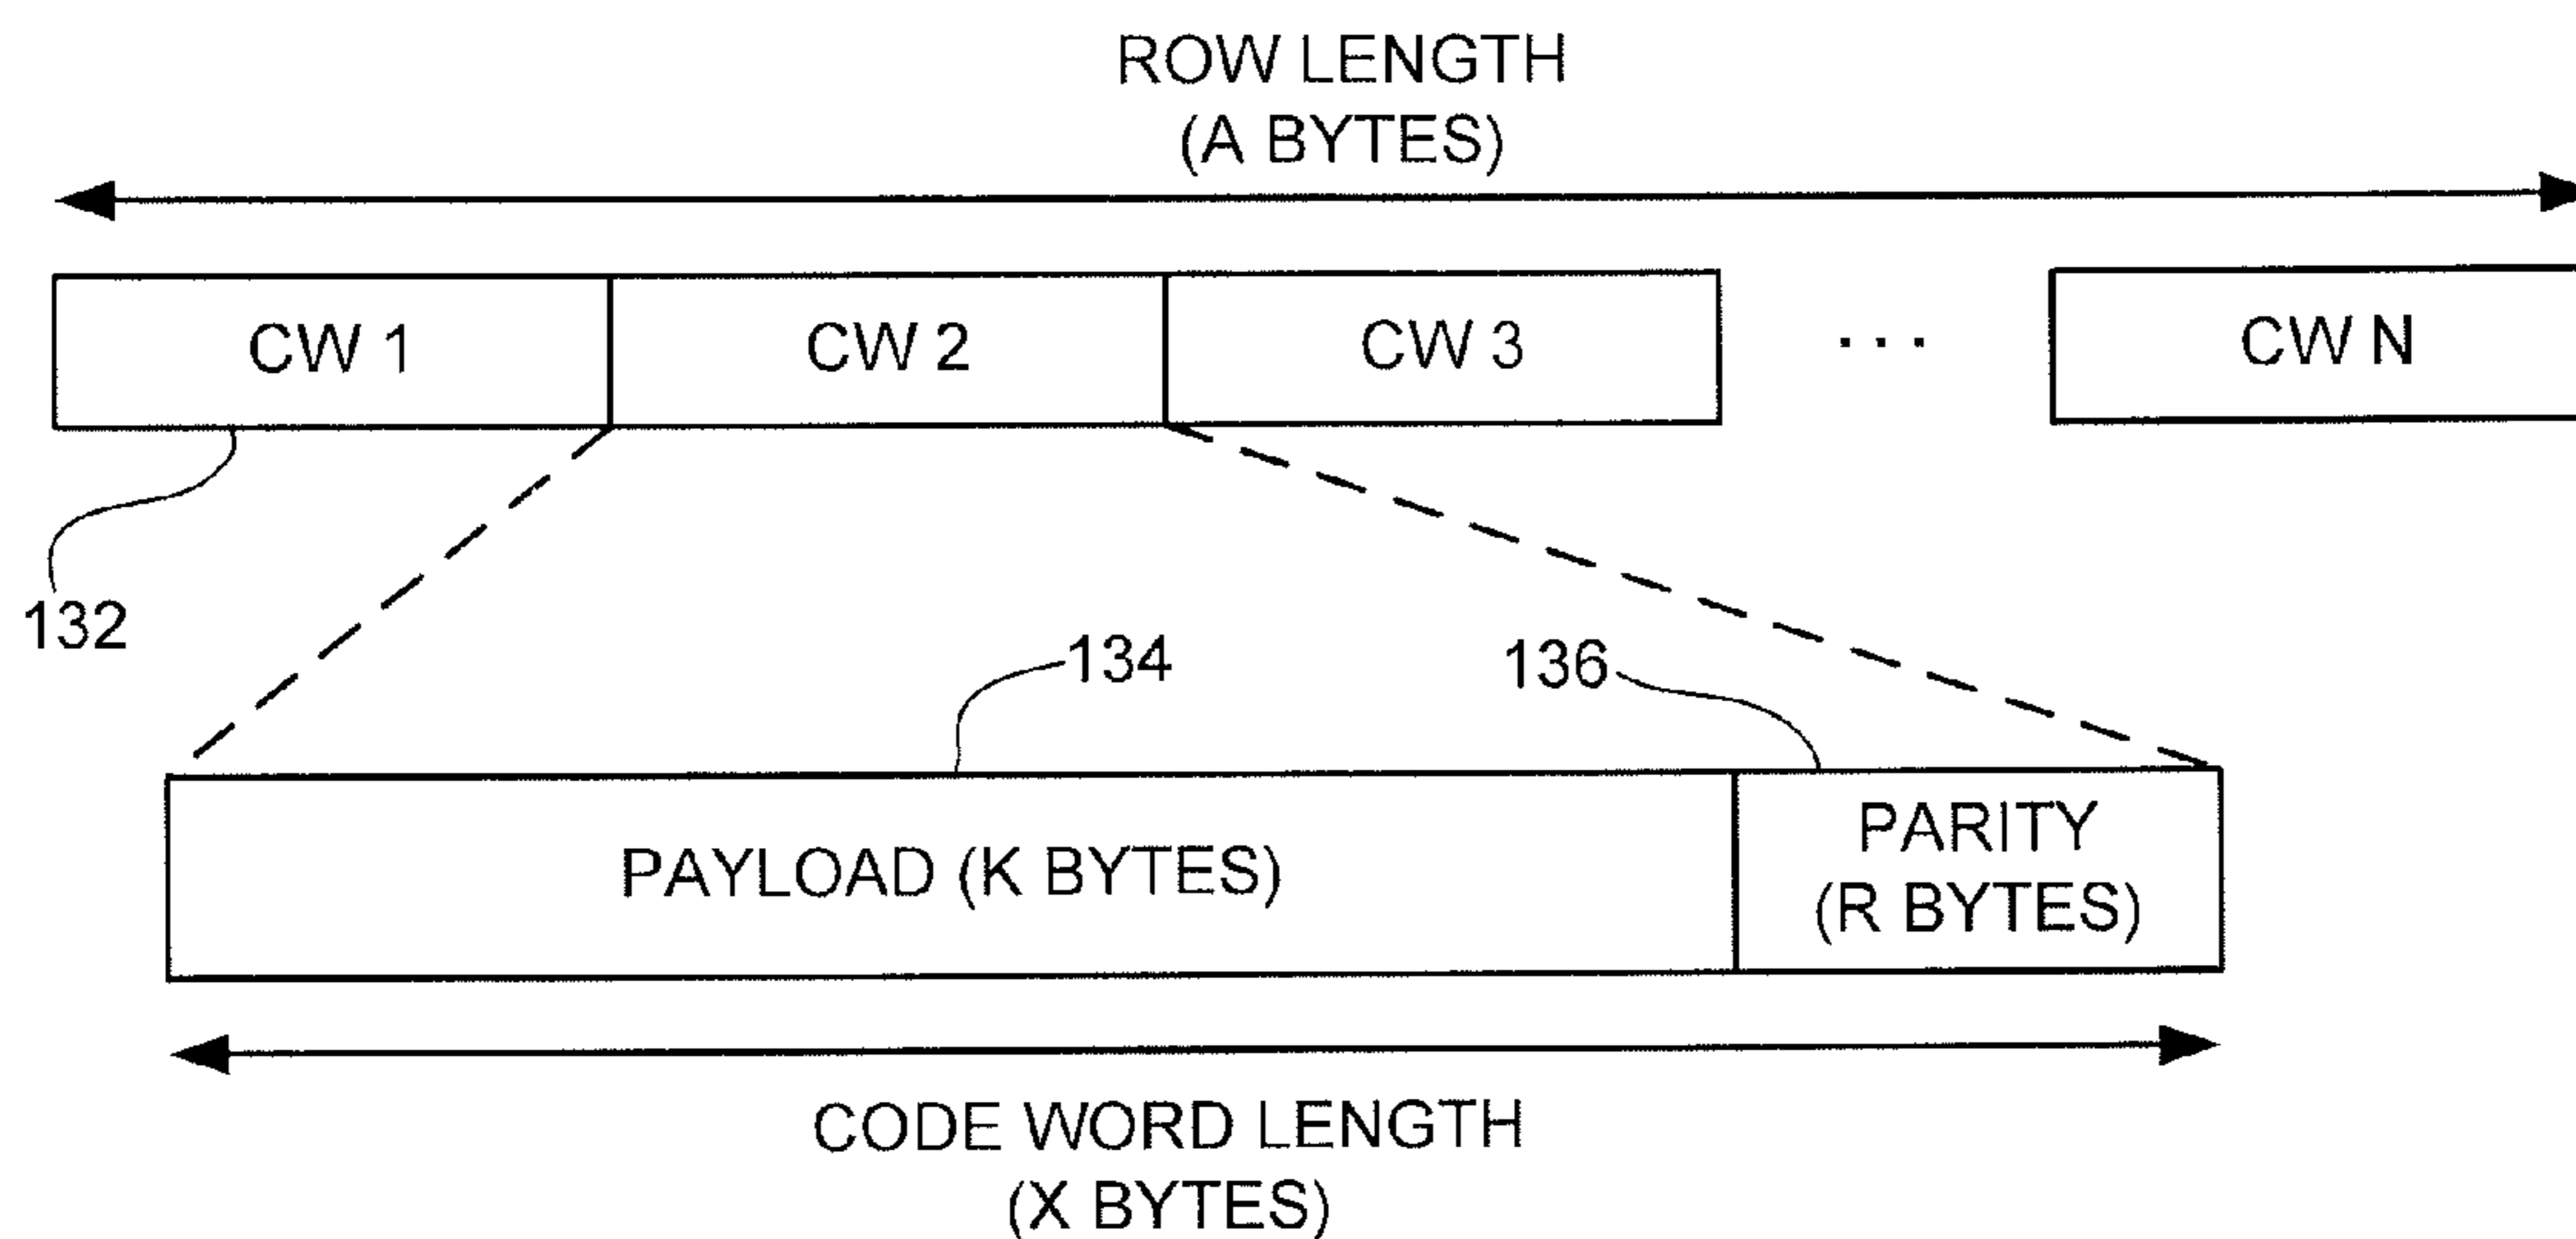 ROW LENGTH
(A BYTES)
CW 1
CW 2
CW 3
...
CW N
132
134
136
PAYLOAD (K BYTES)
PARITY
(R BYTES)
CODE WORD LENGTH
(X BYTES)